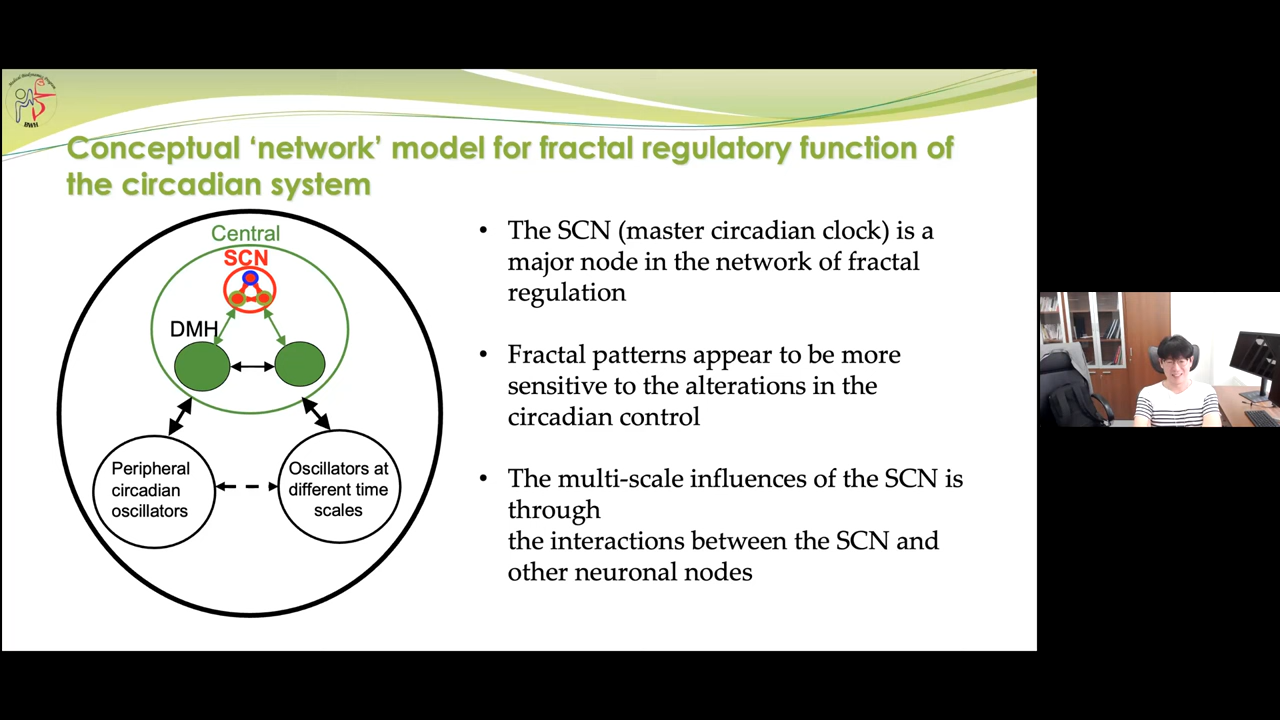 Conceptual ‘network’ model for fractal regulatory function of
the circadian system
Central
SCN
DMH
Peripheral
circadian
oscillators
Oscillators at
different time
scales
• The SCN (master circadian clock) is a
major node in the network of fractal
regulation
• Fractal patterns appear to be more
sensitive to the alterations in the
circadian control
• The multi-scale influences of the SCN is
through
the interactions between the SCN and
other neuronal nodes